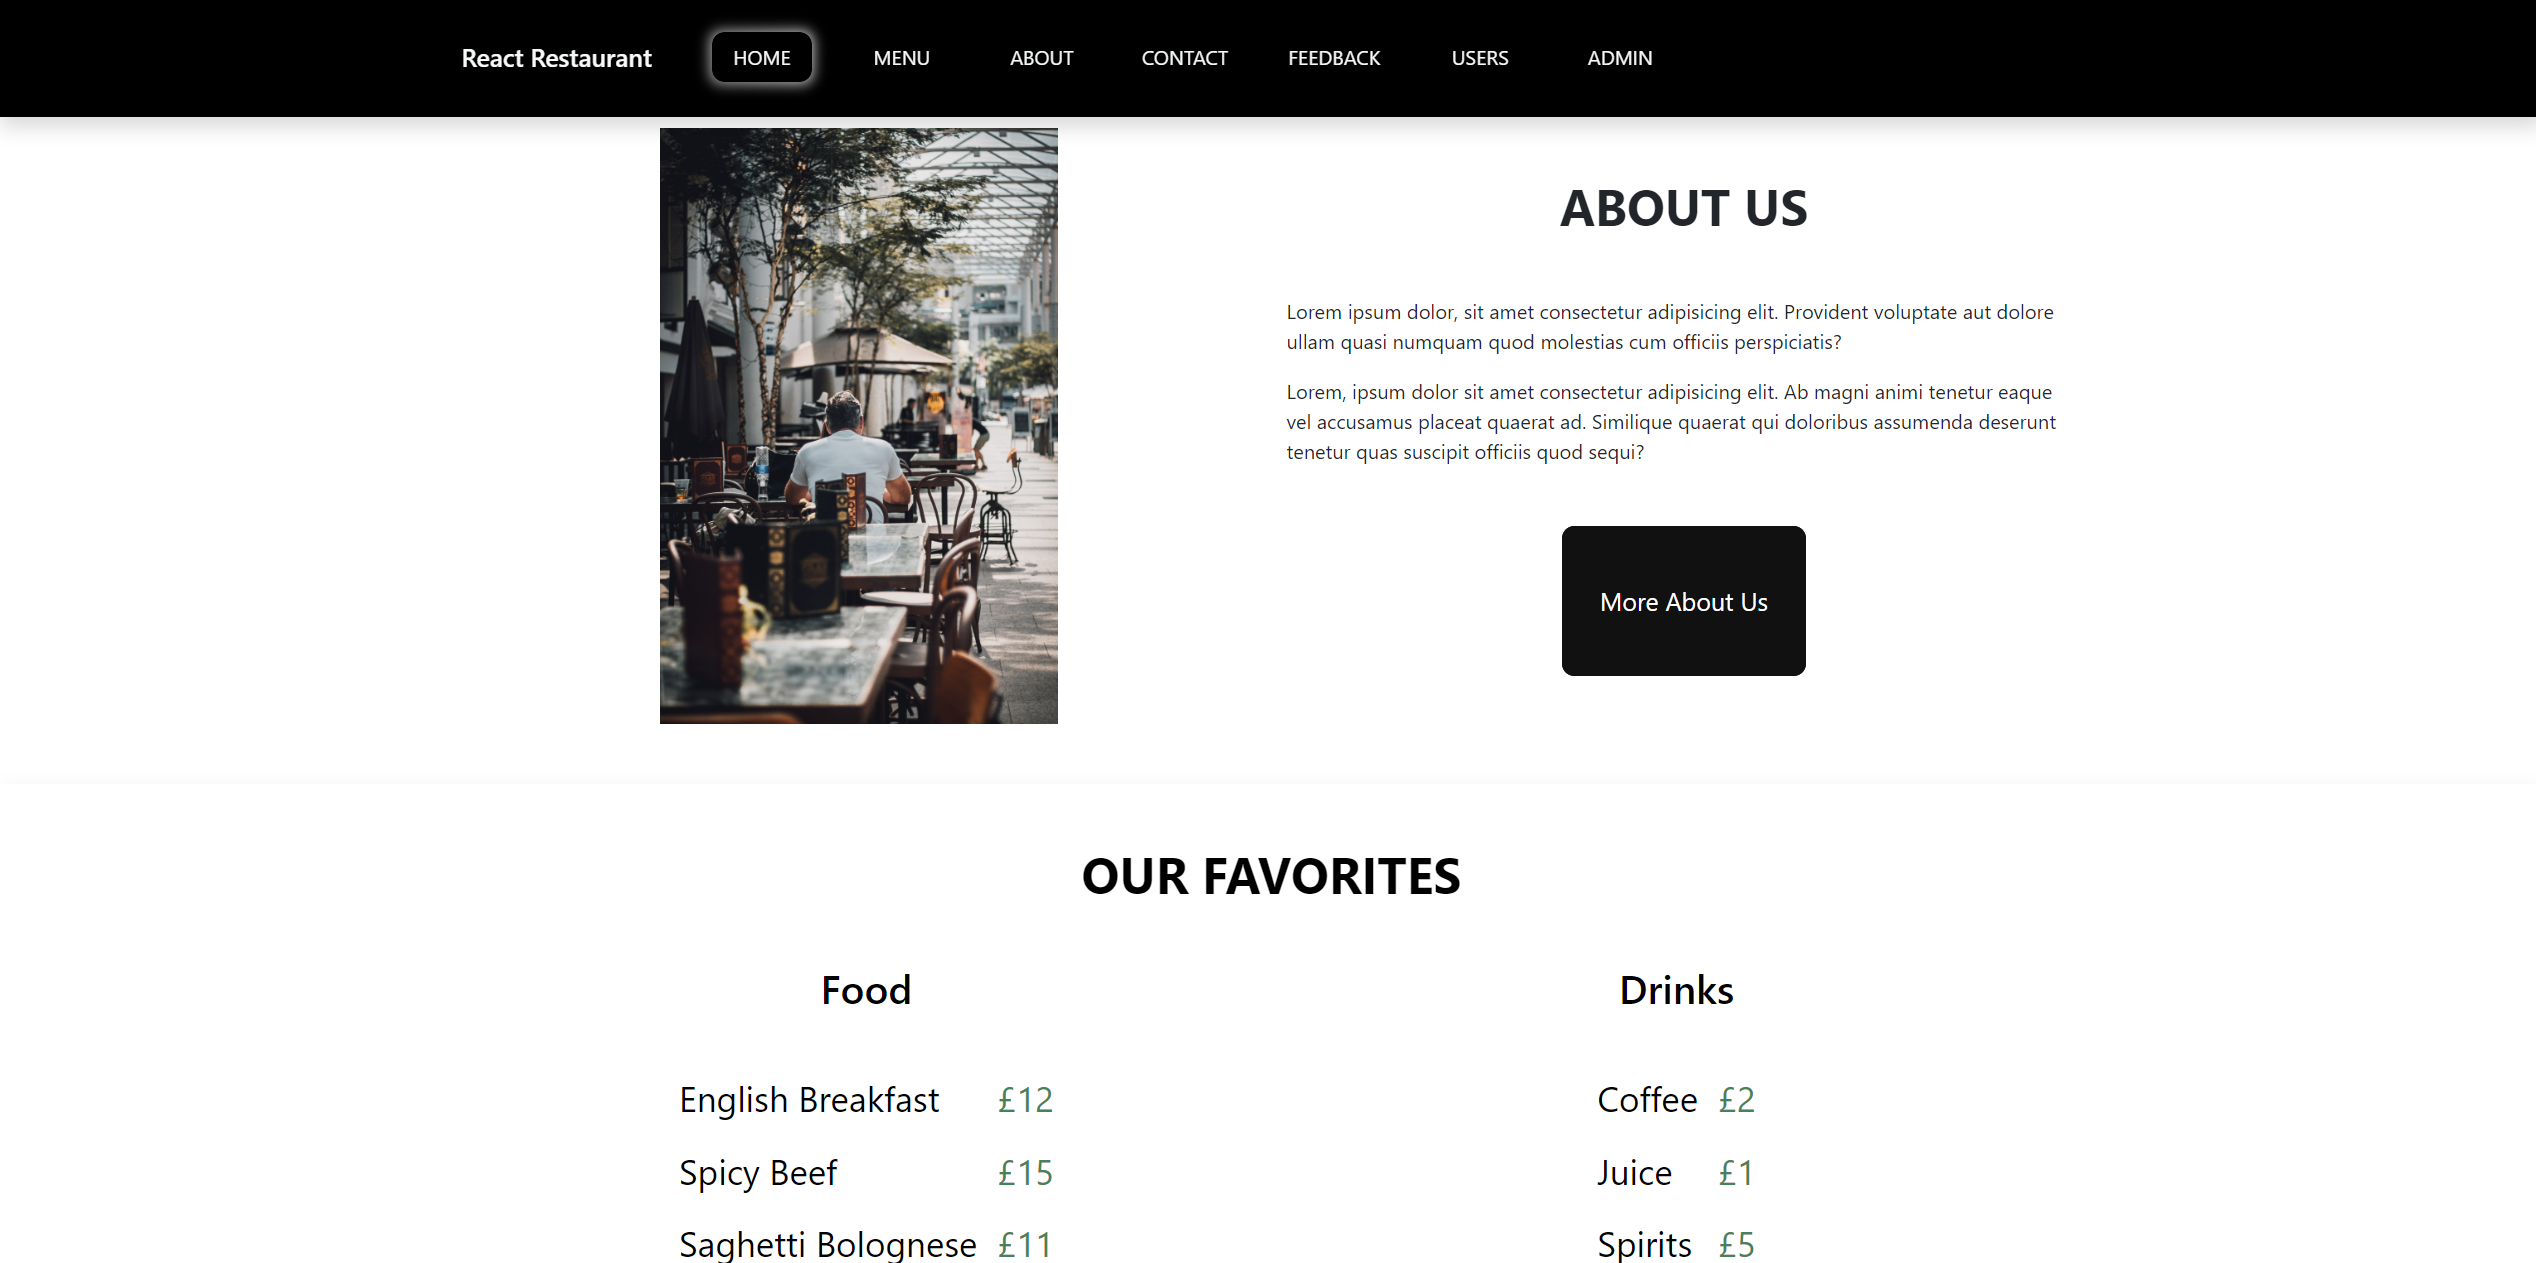 React Restaurant HOME MENU ABOUT CONTACT FEEDBACK USERS ADMIN
ABOUT US
Lorem ipsum dolor, sit amet consectetur adipisicing elit. Provident voluptate aut dolore
ullam quasi numquam quod molestias cum officiis perspiciatis?
Lorem, ipsum dolor sit amet consectetur adipisicing elit. Ab magni animi tenetur eaque
vel accusamus placeat quaerat ad. Similique quaerat qui doloribus assumenda deserunt
tenetur quas suscipit officiis quod sequi?
More About Us
OUR FAVORITES
Food
English Breakfast £12
Spicy Beef £15
Saghetti Bolognese £11
Drinks
Coffee £2
Juice £1
Spirits £5